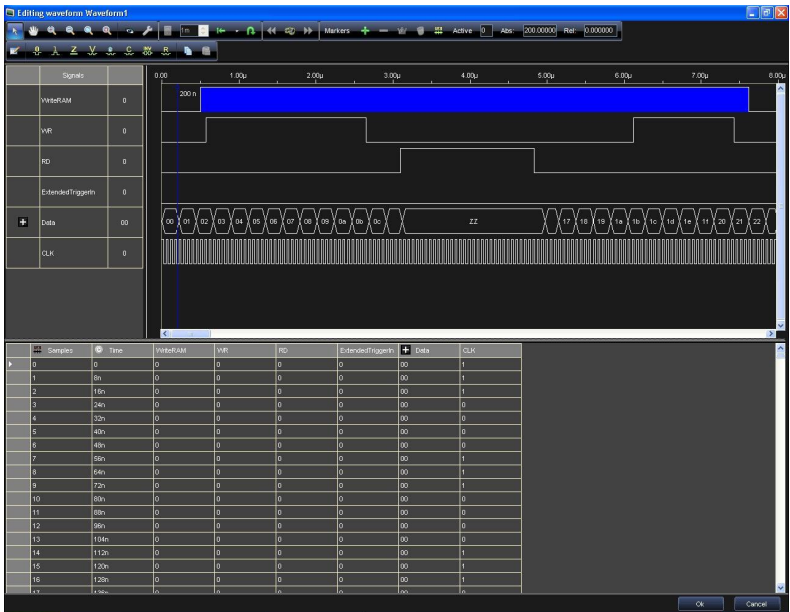 Editing waveform Waveform1
1m Markers Active 0 Abs: 200.00000 Rel: 0.000000
0 1 Z V C R
Signals 0.00 1.00µ 2.00µ 3.00µ 4.00µ 5.00µ 6.00µ 7.00µ 8.00µ
WriteRAM 0 200 n
WR 0
RD 0
ExtendedTriggerIn 0
Data 00 00 01 02 03 04 05 06 07 08 09 0a 0b 0c ZZ 17 18 19 1a 1b 1c 1d 1e 1f 20 21 22
CLK 0
Samples Time WriteRAM WR RD ExtendedTriggerIn Data CLK
0 0 0 0 0 0 00 1
1 8n 0 0 0 0 00 1
2 16n 0 0 0 0 00 1
3 24n 0 0 0 0 00 0
4 32n 0 0 0 0 00 0
5 40n 0 0 0 0 00 0
6 48n 0 0 0 0 00 0
7 56n 0 0 0 0 00 1
8 64n 0 0 0 0 00 1
9 72n 0 0 0 0 00 1
10 80n 0 0 0 0 00 0
11 88n 0 0 0 0 00 0
12 96n 0 0 0 0 00 0
13 104n 0 0 0 0 00 0
14 112n 0 0 0 0 00 1
15 120n 0 0 0 0 00 1
16 128n 0 0 0 0 00 1
17 136n 0 0 0 0 00 0
Ok Cancel